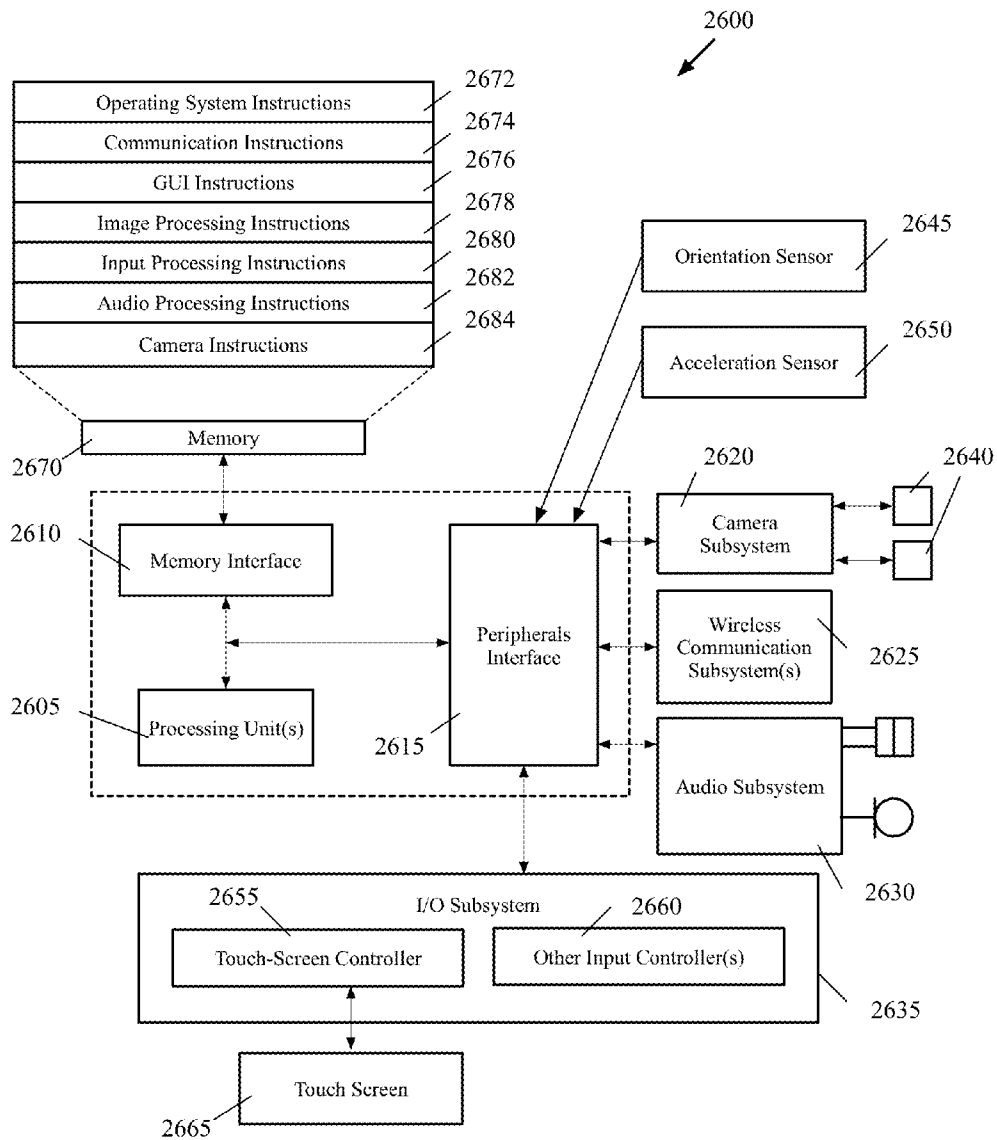 2600
Operating System Instructions
2672
Communication Instructions
2674
GUI Instructions
2676
Image Processing Instructions
2678
Input Processing Instructions
2680
Audio Processing Instructions
2682
Camera Instructions
2684
Orientation Sensor
2645
Acceleration Sensor
2650
Memory
2670
2610
Memory Interface
2620
Camera
Subsystem
2640
Peripherals
Interface
2615
Wireless
Communication
Subsystem(s)
2625
2605
Processing Unit(s)
Audio Subsystem
2630
I/O Subsystem
2655
Touch-Screen Controller
2660
Other Input Controller(s)
2635
Touch Screen
2665